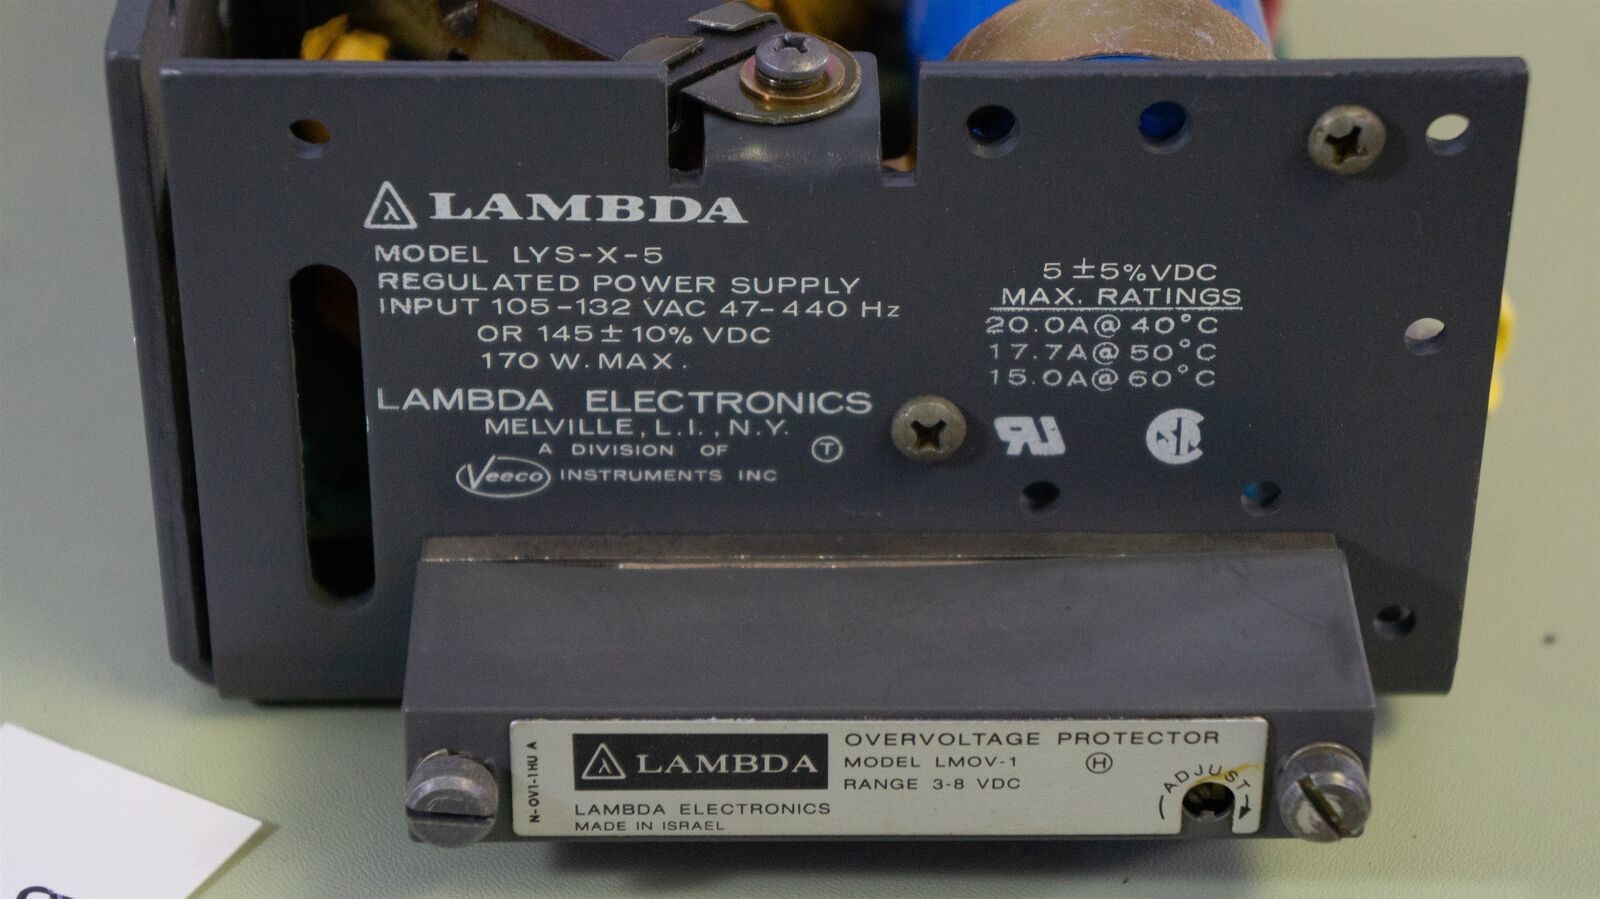 LAMBDA
MODEL LYS-X-5
REGULATED POWER SUPPLY
INPUT 105-132 VAC 47-440 Hz
OR 145±10% VDC
170 W. MAX.
LAMBDA ELECTRONICS
MELVILLE, L.I., N.Y.
A DIVISION OF
Veeco INSTRUMENTS INC
T
5 ±5% VDC
MAX. RATINGS
20.0A@ 40°C
17.7A@ 50°C
15.0A@ 60°C
N-OV1-1 HU A
LAMBDA
LAMBDA ELECTRONICS
MADE IN ISRAEL
OVERVOLTAGE PROTECTOR
MODEL LMOV-1
H
RANGE 3-8 VDC
ADJUST